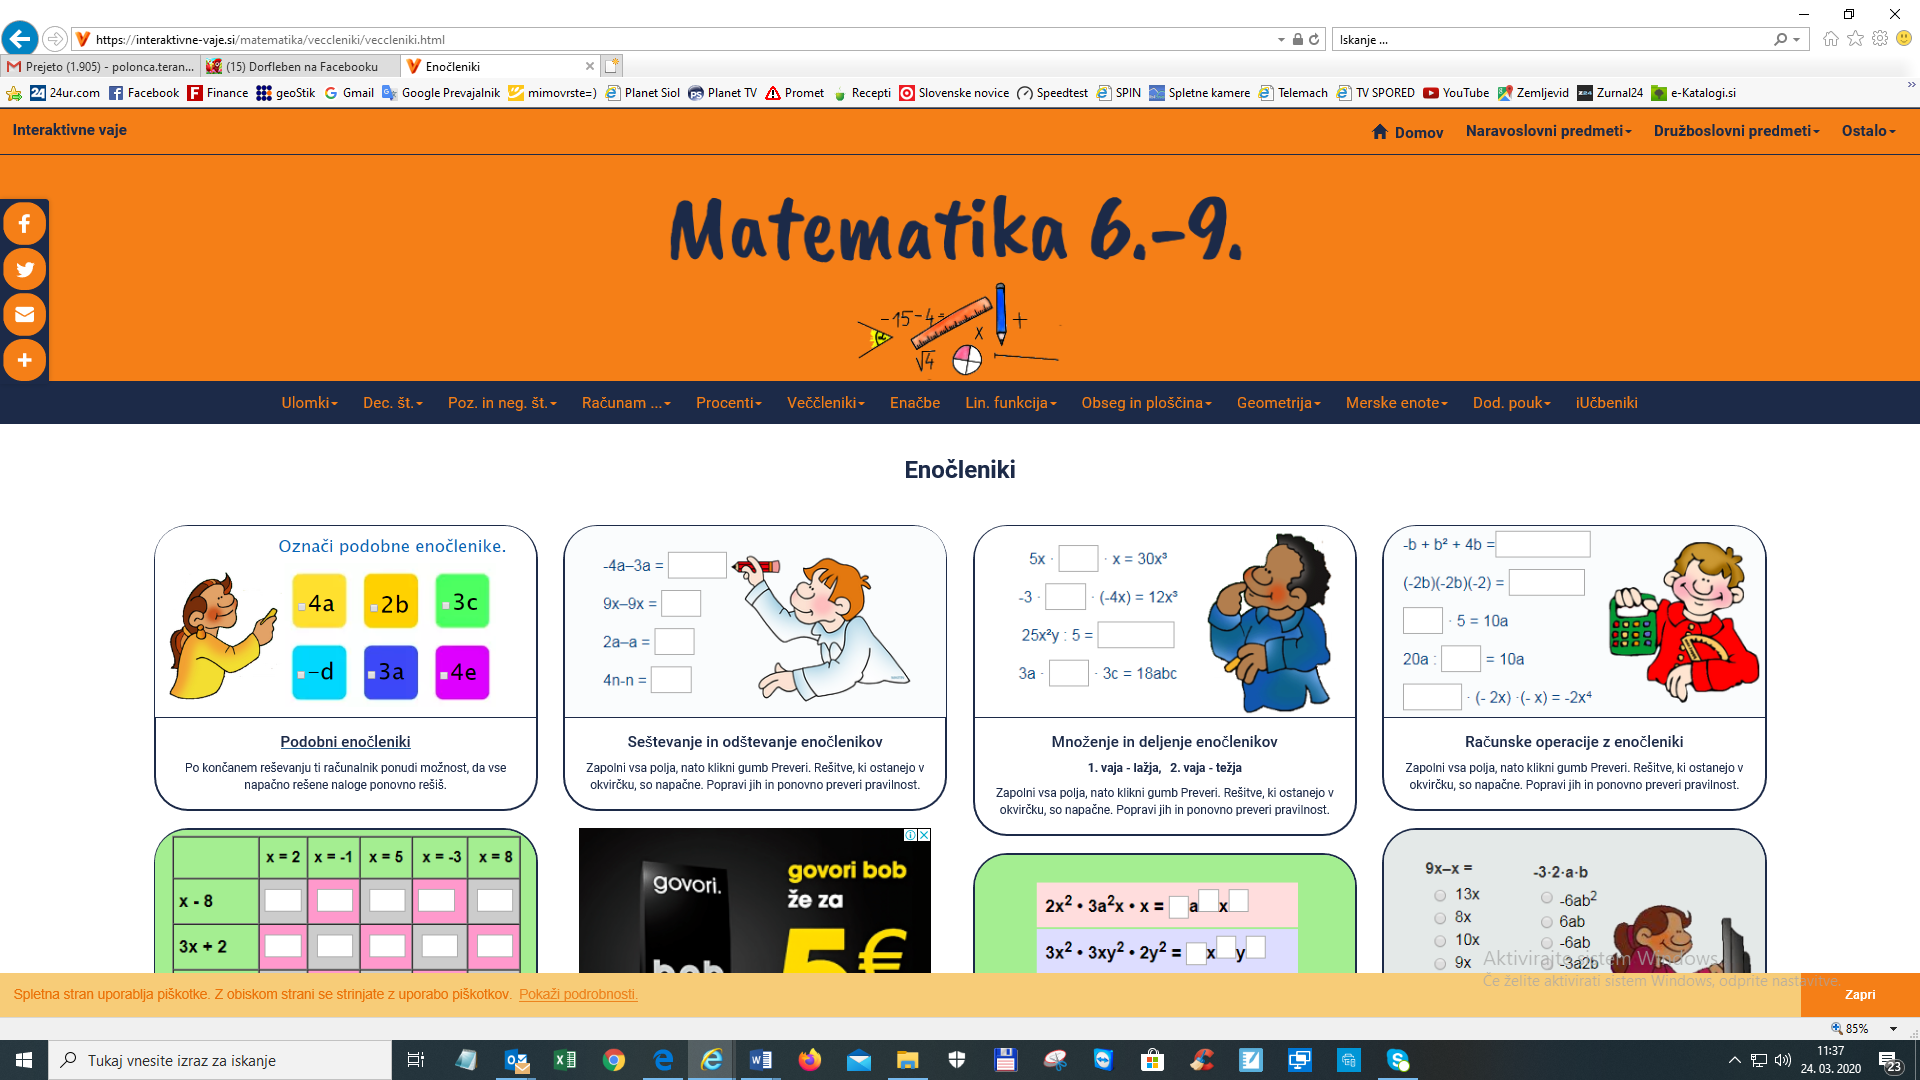 https://interaktivne-vaje.si/matematika/veccleniki/veccleniki.html
Iskanje ...
Prejeto (1.905) - polonca.teran...
(15) Dorfleben na Facebooku
Enočleniki
24ur.com Facebook Finance geoStik Gmail Google Prevajalnik mimovrste=) Planet Siol Planet TV Promet Recepti Slovenske novice Speedtest SPIN Spletne kamere Telemach TV SPORED YouTube Zemljevid Zurnal24 e-Katalogi.si
Interaktivne vaje
Domov Naravoslovni predmeti Družboslovni predmeti Ostalo
Matematika 6.-9.
-15-4=
x
+
√4
Ulomki Dec. št. Poz. in neg. št. Računam ... Procenti Veččleniki Enačbe Lin. funkcija Obseg in ploščina Geometrija Merske enote Dod. pouk iUčbeniki
Enočleniki
Označi podobne enočlenike.
4a 2b 3c
-d 3a 4e
Podobni enočleniki
Po končanem reševanju ti računalnik ponudi možnost, da vse
napačno rešene naloge ponovno rešiš.
-4a–3a =
9x–9x =
2a–a =
4n-n =
Seštevanje in odštevanje enočlenikov
Zapolni vsa polja, nato klikni gumb Preveri. Rešitve, ki ostanejo v
okvirčku, so napačne. Popravi jih in ponovno preveri pravilnost.
5x · · x = 30x³
-3 · · (-4x) = 12x³
25x²y : 5 =
3a · · 3c = 18abc
Množenje in deljenje enočlenikov
1. vaja - lažja, 2. vaja - težja
Zapolni vsa polja, nato klikni gumb Preveri. Rešitve, ki ostanejo v
okvirčku, so napačne. Popravi jih in ponovno preveri pravilnost.
-b + b² + 4b =
(-2b)(-2b)(-2) =
· 5 = 10a
20a : = 10a
· (- 2x) ·(- x) = -2x⁴
Računske operacije z enočleniki
Zapolni vsa polja, nato klikni gumb Preveri. Rešitve, ki ostanejo v
okvirčku, so napačne. Popravi jih in ponovno preveri pravilnost.
x = 2 x = -1 x = 5 x = -3 x = 8
x - 8
3x + 2
govori.
bob
govori bob
že za
5€
2x² • 3a²x • x = a x
3x² • 3xy² • 2y² = x y
9x–x =
13x
8x
10x
9x
-3·2·a·b
-6ab²
6ab
-6ab
-3a2b
Aktivirajte sistem Windows
Če želite aktivirati sistem Windows, odprite nastavitve.
Spletna stran uporablja piškotke. Z obiskom strani se strinjate z uporabo piškotkov. Pokaži podrobnosti.
Zapri
85%
Tukaj vnesite izraz za iskanje
11:37
24. 03. 2020
23